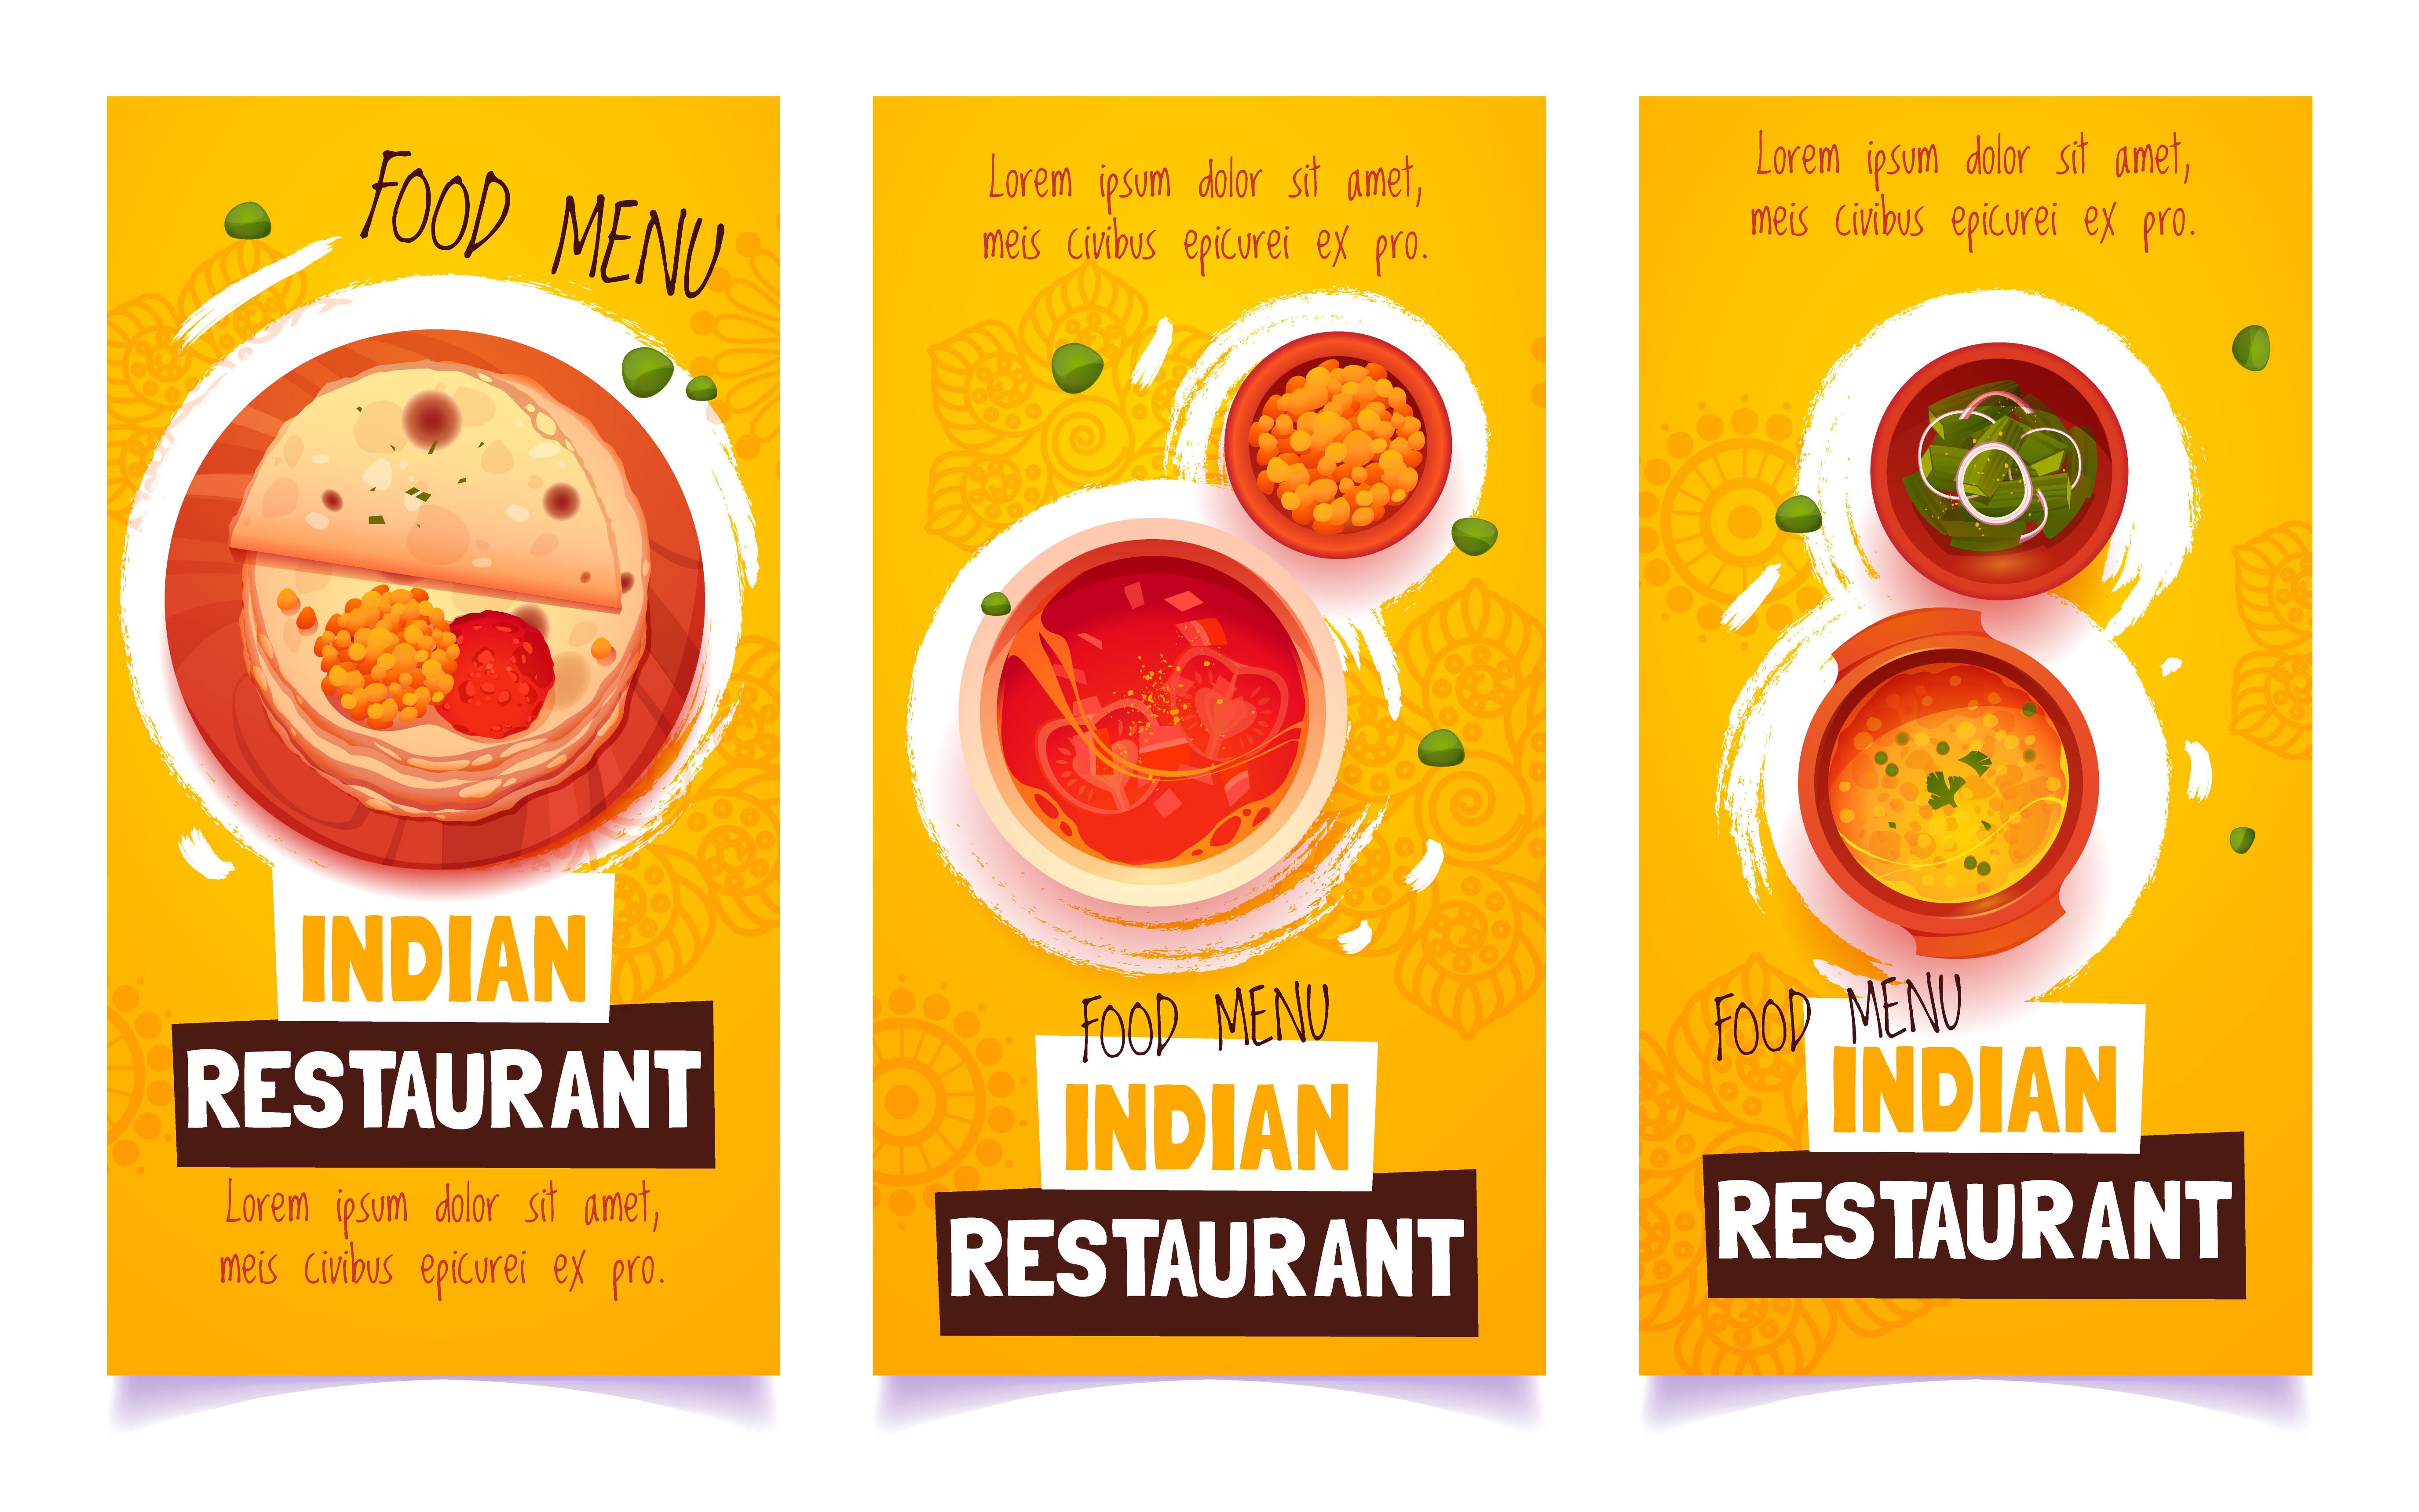 FOOD MENU
INDIAN
RESTAURANT
Lorem ipsum dolor sit amet,
meis civibus epicurei ex pro.
Lorem ipsum dolor sit amet,
meis civibus epicurei ex pro.
FOOD MENU
INDIAN
RESTAURANT
Lorem ipsum dolor sit amet,
meis civibus epicurei ex pro.
FOOD MENU
INDIAN
RESTAURANT